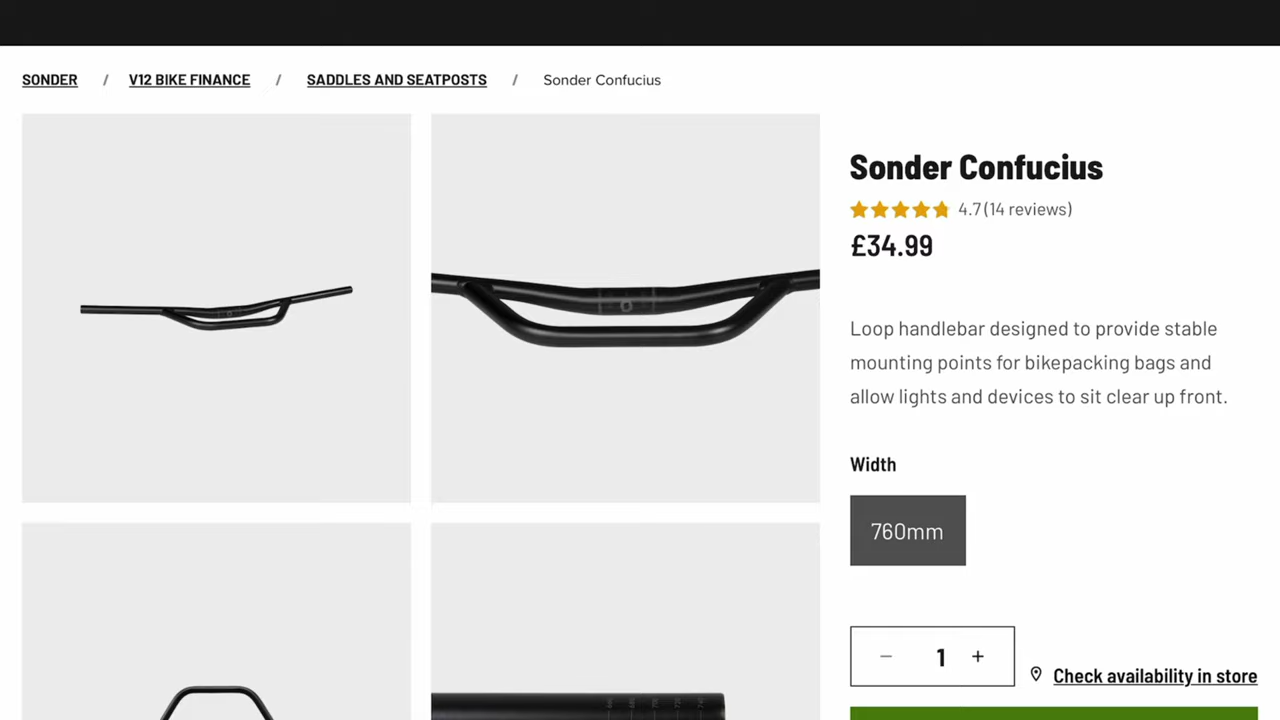 SONDER / V12 BIKE FINANCE / SADDLES AND SEATPOSTS / Sonder Confucius
Sonder Confucius
4.7 (14 reviews)
£34.99
Loop handlebar designed to provide stable
mounting points for bikepacking bags and
allow lights and devices to sit clear up front.
Width
760mm
− 1 +
Check availability in store